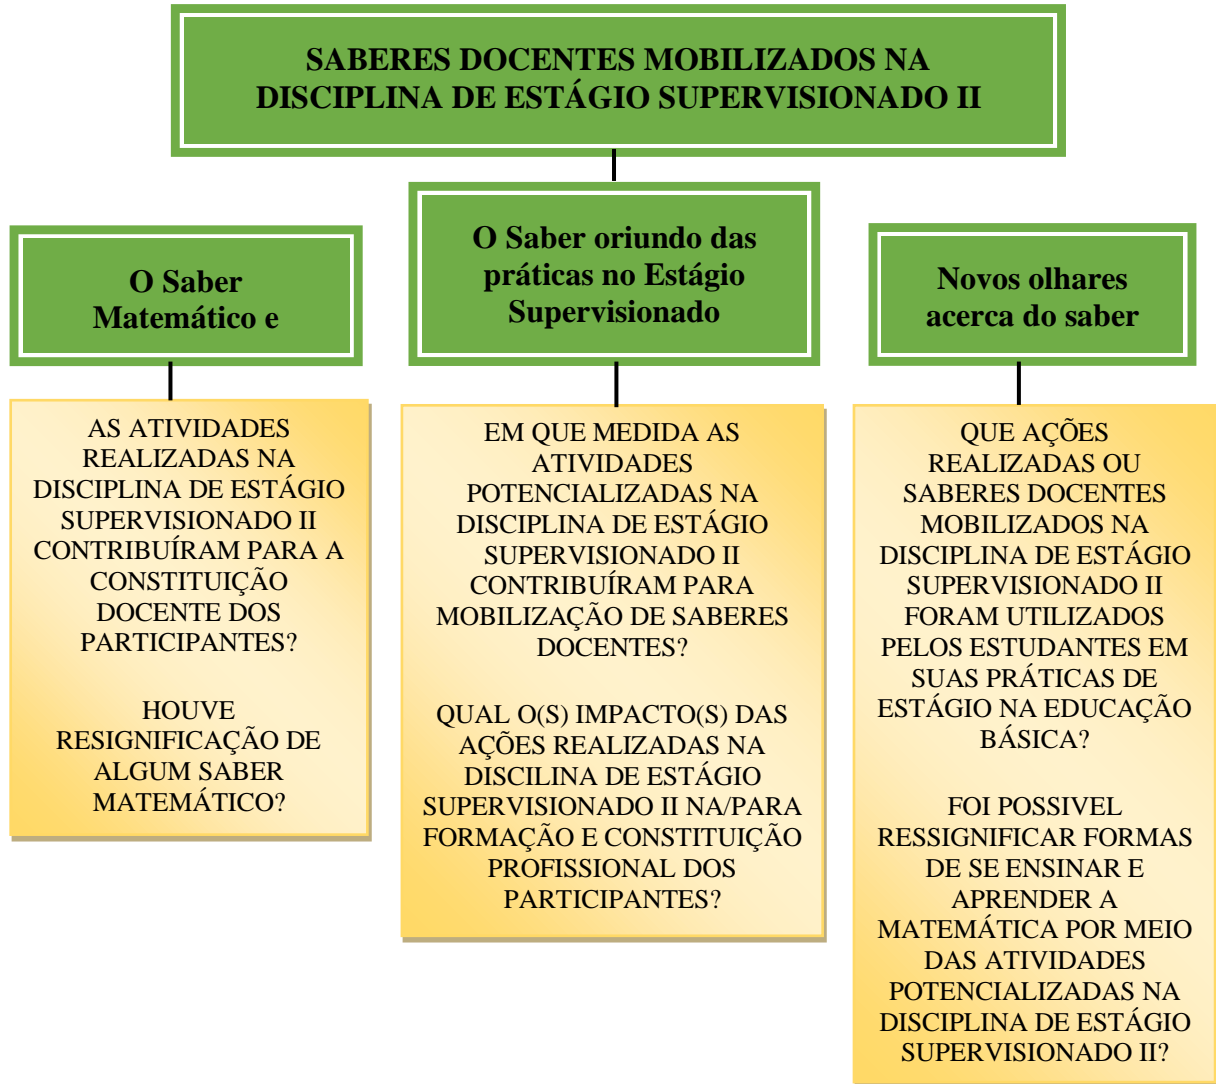 SABERES DOCENTES MOBILIZADOS NA
DISCIPLINA DE ESTÁGIO SUPERVISIONADO II
O Saber
Matemático e
O Saber oriundo das
práticas no Estágio
Supervisionado
Novos olhares
acerca do saber
AS ATIVIDADES
REALIZADAS NA
DISCIPLINA DE ESTÁGIO
SUPERVISIONADO II
CONTRIBUÍRAM PARA A
CONSTITUIÇÃO
DOCENTE DOS
PARTICIPANTES?
HOUVE
RESIGNIFICAÇÃO DE
ALGUM SABER
MATEMÁTICO?
EM QUE MEDIDA AS
ATIVIDADES
POTENCIALIZADAS NA
DISCIPLINA DE ESTÁGIO
SUPERVISIONADO II
CONTRIBUÍRAM PARA
MOBILIZAÇÃO DE SABERES
DOCENTES?
QUAL O(S) IMPACTO(S) DAS
AÇÕES REALIZADAS NA
DISCILINA DE ESTÁGIO
SUPERVISIONADO II NA/PARA
FORMAÇÃO E CONSTITUIÇÃO
PROFISSIONAL DOS
PARTICIPANTES?
QUE AÇÕES
REALIZADAS OU
SABERES DOCENTES
MOBILIZADOS NA
DISCIPLINA DE ESTÁGIO
SUPERVISIONADO II
FORAM UTILIZADOS
PELOS ESTUDANTES EM
SUAS PRÁTICAS DE
ESTÁGIO NA EDUCAÇÃO
BÁSICA?
FOI POSSIVEL
RESSIGNIFICAR FORMAS
DE SE ENSINAR E
APRENDER A
MATEMÁTICA POR MEIO
DAS ATIVIDADES
POTENCIALIZADAS NA
DISCIPLINA DE ESTÁGIO
SUPERVISIONADO II?